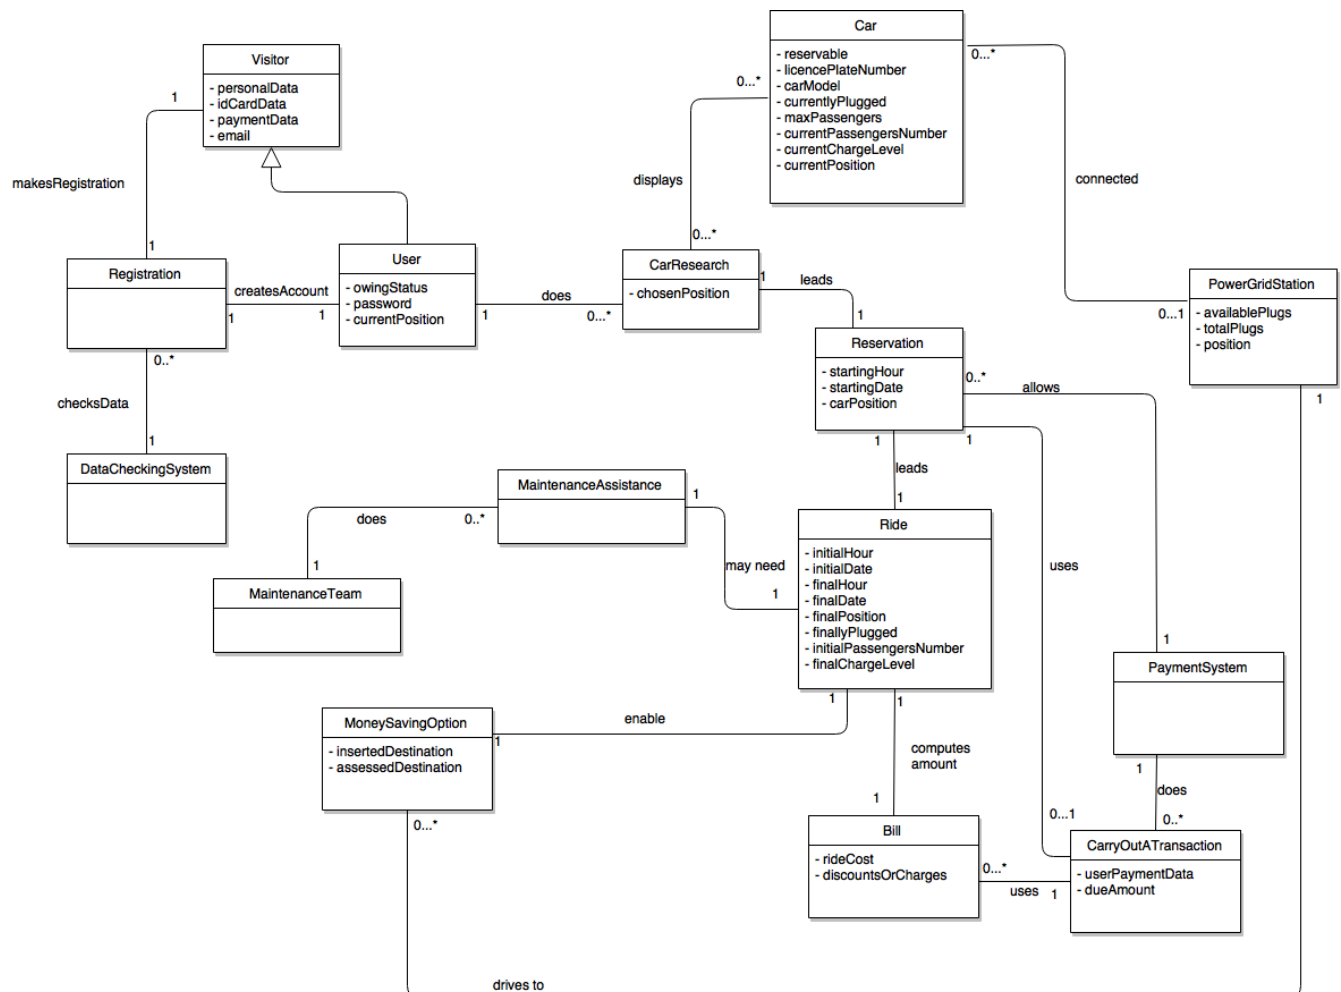 Car
- reservable
- licencePlateNumber
- carModel
- currentlyPlugged
- maxPassengers
- currentPassengersNumber
- currentChargeLevel
- currentPosition
0...*
0...*
Visitor
- personalData
- idCardData
- paymentData
- email
1
makesRegistration
1
displays
connected
0...*
Registration
createsAccount
1
1
0..*
User
- owingStatus
- password
- currentPosition
does
1
0...*
CarResearch
- chosenPosition
1
leads
1
PowerGridStation
- availablePlugs
- totalPlugs
- position
0...1
1
Reservation
- startingHour
- startingDate
- carPosition
0..*
allows
1
1
checksData
1
DataCheckingSystem
leads
1
MaintenanceAssistance
1
does
0..*
1
may need
1
MaintenanceTeam
Ride
- initialHour
- initialDate
- finalHour
- finalDate
- finalPosition
- finallyPlugged
- initialPassengersNumber
- finalChargeLevel
uses
1
PaymentSystem
1
does
0..*
1
1
enable
1
MoneySavingOption
- insertedDestination
- assessedDestination
0...*
computes
amount
1
Bill
- rideCost
- discountsOrCharges
0...1
CarryOutATransaction
- userPaymentData
- dueAmount
0...*
uses
1
drives to